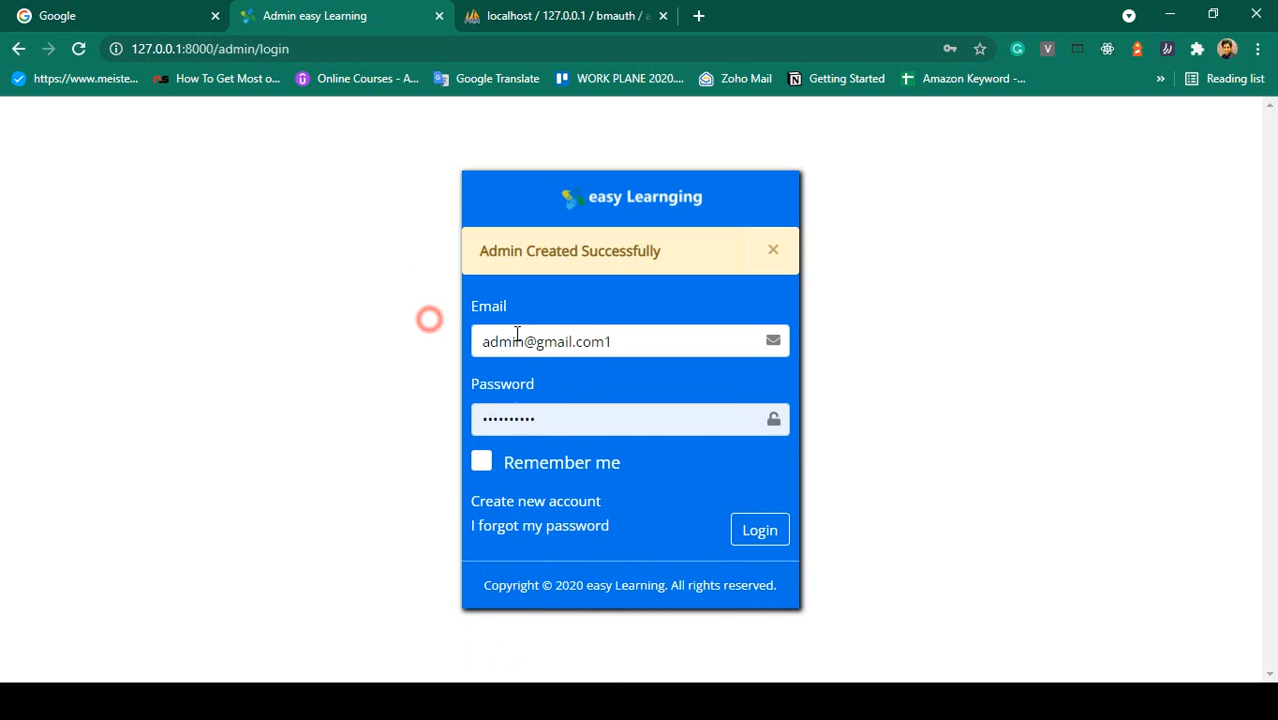 Google
Admin easy Learning
localhost / 127.0.0.1 / bmauth / a
127.0.0.1:8000/admin/login
https://www.meiste...
How To Get Most o...
Online Courses - A...
Google Translate
WORK PLANE 2020....
Zoho Mail
Getting Started
Amazon Keyword -...
»
Reading list
easy Learnging
Admin Created Successfully
×
Email
admin@gmail.com1
Password
••••••••••
Remember me
Create new account
I forgot my password
Login
Copyright © 2020 easy Learning. All rights reserved.